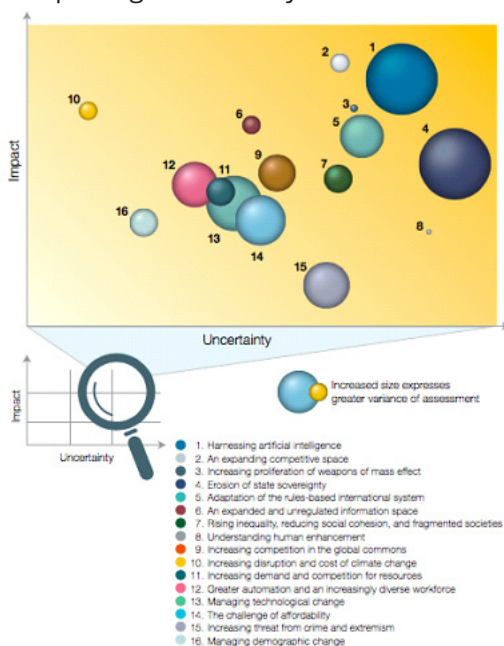 1
2
3
10
6
5
4
Impact
12
11
9
7
16
13
14
8
15
Uncertainty
Impact
Uncertainty
Increased size expresses
greater variance of assessment
1. Harnessing artificial intelligence
2. An expanding competitive space
3. Increasing proliferation of weapons of mass effect
4. Erosion of state sovereignty
5. Adaptation of the rules-based international system
6. An expanded and unregulated information space
7. Rising inequality, reducing social cohesion, and fragmented societies
8. Understanding human enhancement
9. Increasing competition in the global commons
10. Increasing disruption and cost of climate change
11. Increasing demand and competition for resources
12. Greater automation and an increasingly diverse workforce
13. Managing technological change
14. The challenge of affordability
15. Increasing threat from crime and extremism
16. Managing demographic change